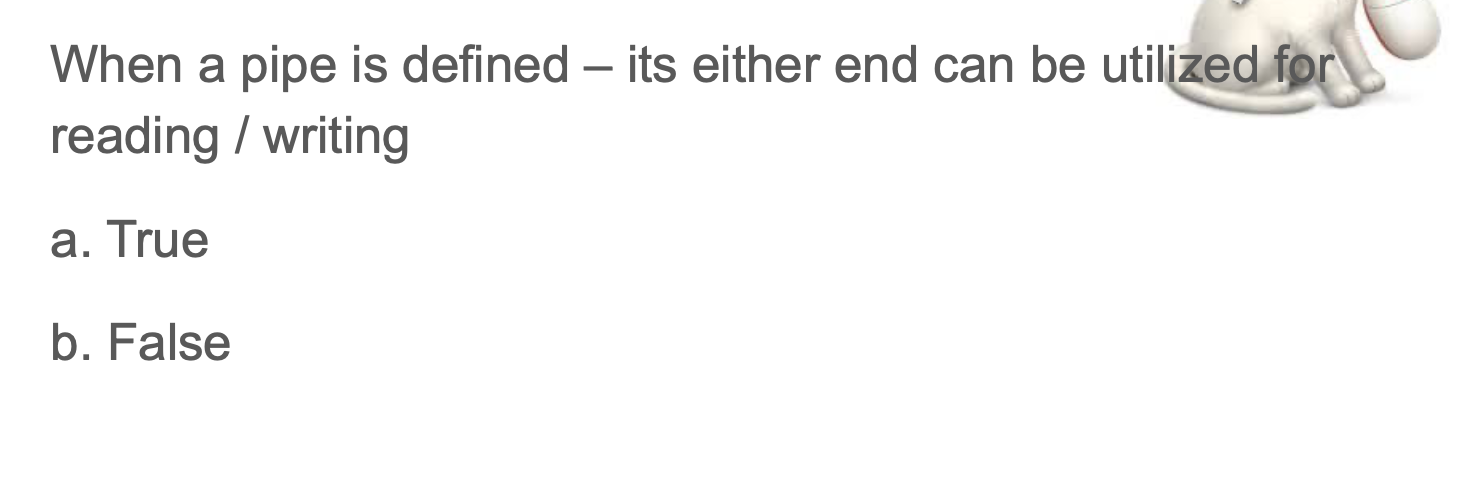 When a pipe is defined – its either end can be utilized for
reading / writing
a. True
b. False